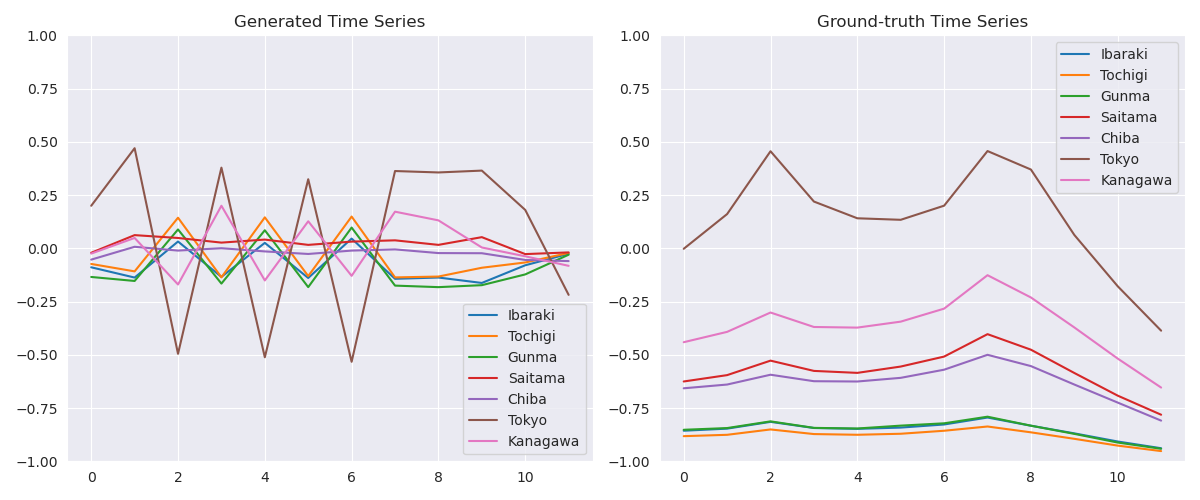 Generated Time Series
1.00
0.75
0.50
0.25
0.00
−0.25
−0.50
−0.75
−1.00
0 2 4 6 8 10
Ibaraki
Tochigi
Gunma
Saitama
Chiba
Tokyo
Kanagawa
Ground-truth Time Series
1.00
0.75
0.50
0.25
0.00
−0.25
−0.50
−0.75
−1.00
0 2 4 6 8 10
Ibaraki
Tochigi
Gunma
Saitama
Chiba
Tokyo
Kanagawa